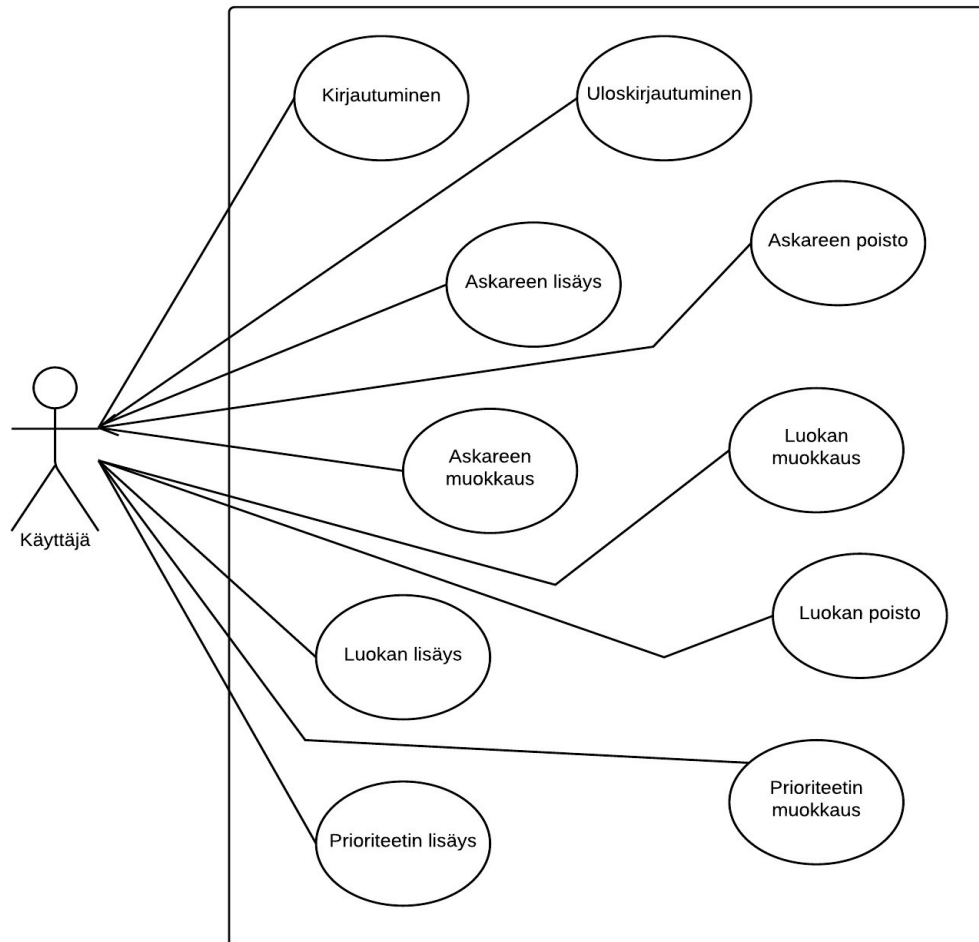 Kirjautuminen
Uloskirjautuminen
Askareen poisto
Askareen lisäys
Askareen
muokkaus
Luokan
muokkaus
Käyttäjä
Luokan poisto
Luokan lisäys
Prioriteetin
muokkaus
Prioriteetin lisäys